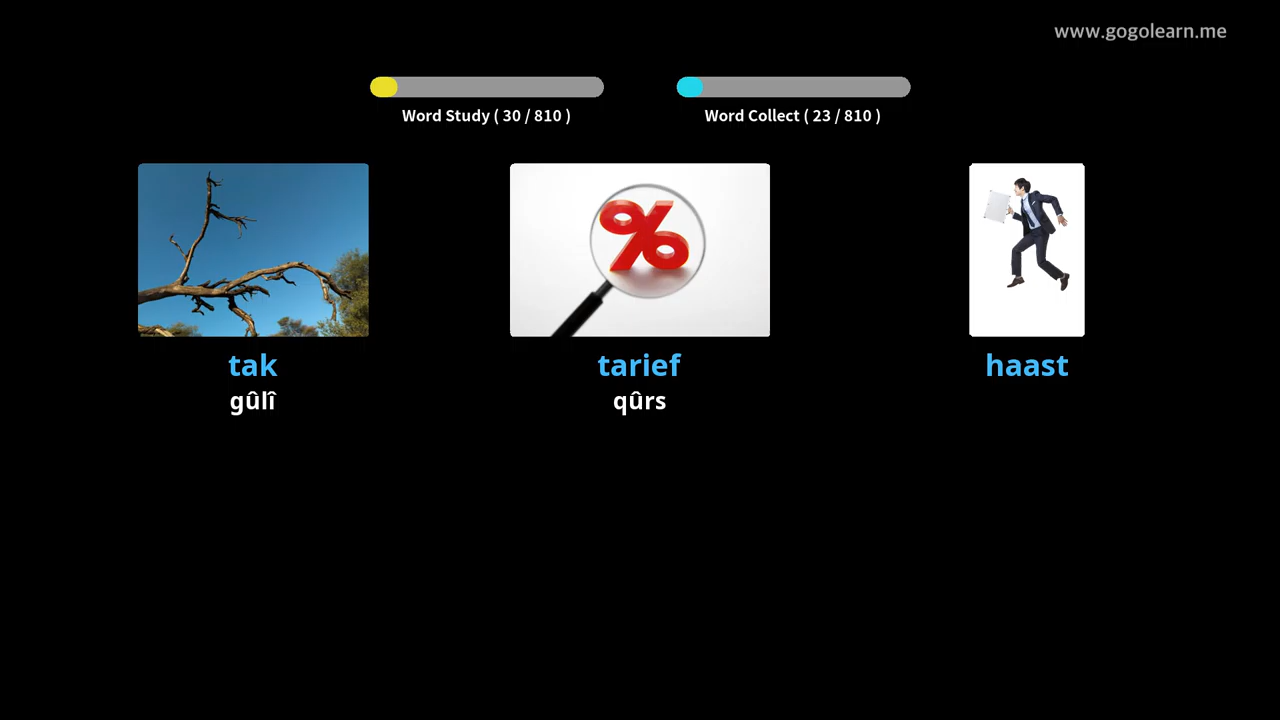 www.gogolearn.me
Word Study ( 30 / 810 )
Word Collect ( 23 / 810 )
%
tak
tarief
haast
gûlî
qûrs